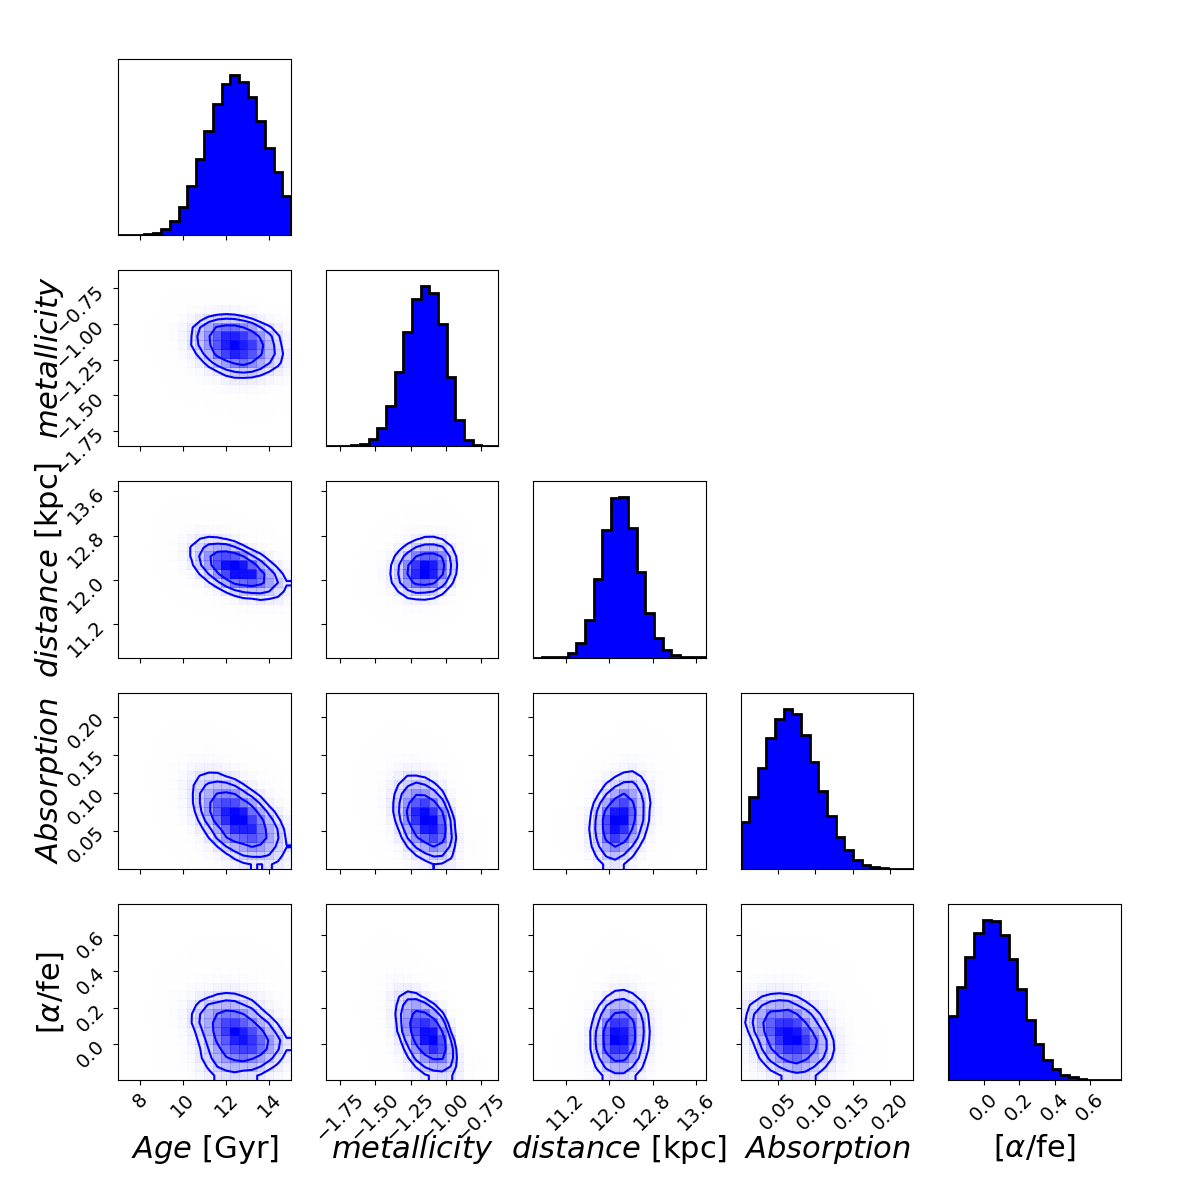 metallicity
−0.75
−1.00
−1.25
−1.50
−1.75
distance [kpc]
13.6
12.8
12.0
11.2
Absorption
0.20
0.15
0.10
0.05
[α/fe]
0.6
0.4
0.2
0.0
8 10 12 14
−1.75 −1.50 −1.25 −1.00 −0.75
11.2 12.0 12.8 13.6
0.05 0.10 0.15 0.20
0.0 0.2 0.4 0.6
Age [Gyr] metallicity distance [kpc] Absorption [α/fe]